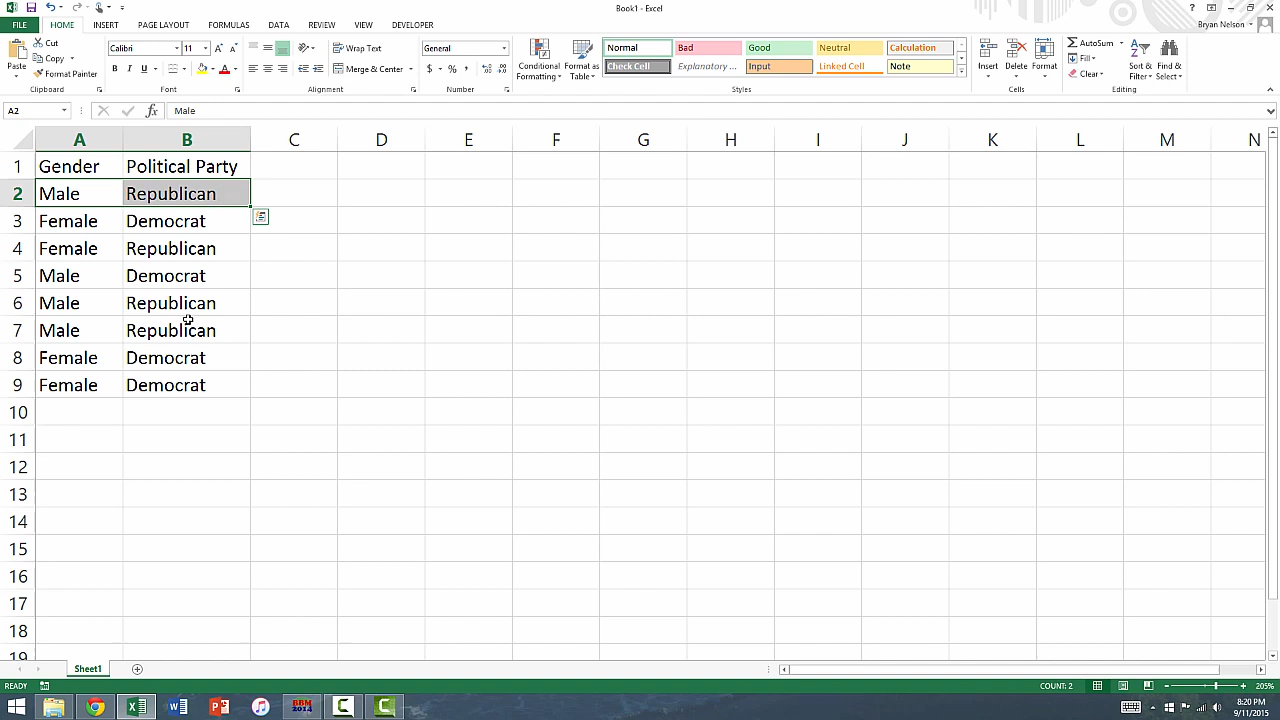 Book1 - Excel
FILE HOME INSERT PAGE LAYOUT FORMULAS DATA REVIEW VIEW DEVELOPER Bryan Nelson
Cut
Copy
Format Painter
Paste
Clipboard
Calibri 11
B I U
Font
Wrap Text
Merge & Center
Alignment
General
$ % ,
Number
Conditional Formatting
Format as Table
Normal Bad Good Neutral Calculation
Check Cell Explanatory ... Input Linked Cell Note
Styles
Insert Delete Format
Cells
AutoSum
Fill
Clear
Sort & Filter
Find & Select
Editing
A2 fx Male
A B C D E F G H I J K L M N
1 Gender Political Party
2 Male Republican
3 Female Democrat
4 Female Republican
5 Male Democrat
6 Male Republican
7 Male Republican
8 Female Democrat
9 Female Democrat
10
11
12
13
14
15
16
17
18
19
Sheet1
READY COUNT: 2 205%
BBM 2014
8:20 PM
9/11/2015